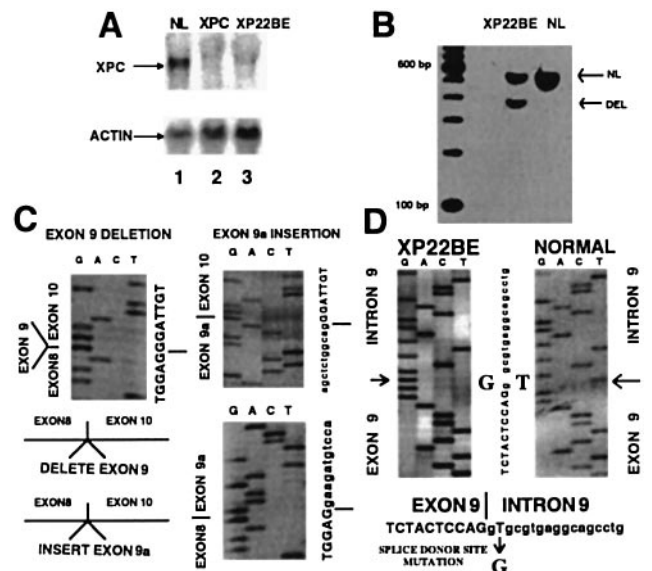 A
NL XPC XP22BE
XPC
ACTIN
1 2 3
B
XP22BE NL
600 bp
NL
DEL
100 bp
C
EXON 9 DELETION
G A C T
EXON 9
EXON8 EXON 10
TGGAGGGATTGT
EXON8 EXON 10
DELETE EXON 9
EXON8 EXON 10
INSERT EXON 9a
EXON 9a INSERTION
G A C T
EXON 9a EXON 10
agctctggcagGGATTGT
G A C T
EXON8 EXON 9a
TGGAGgaagatgtcca
D
XP22BE NORMAL
G A C T
G A C T
EXON 9 INTRON 9
G T
TCTACTCCAGg gcgtgaggcagcctg
EXON 9 INTRON 9
EXON 9 INTRON 9
TCTACTCCAGgTgcgtgaggcagcctg
SPLICE DONOR SITE
MUTATION
G